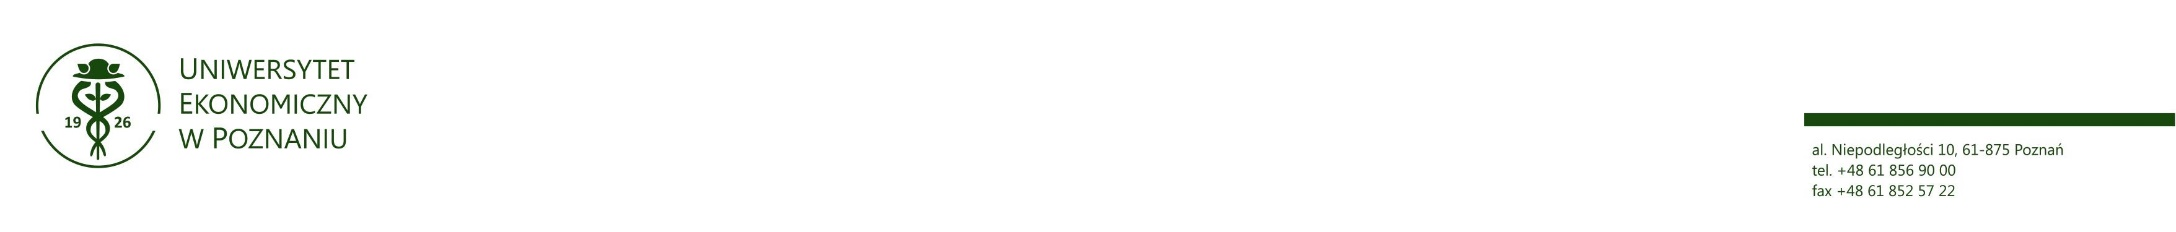 UNIWERSYTET
EKONOMICZNY
W POZNANIU
19 26
al. Niepodległości 10, 61-875 Poznań
tel. +48 61 856 90 00
fax +48 61 852 57 22